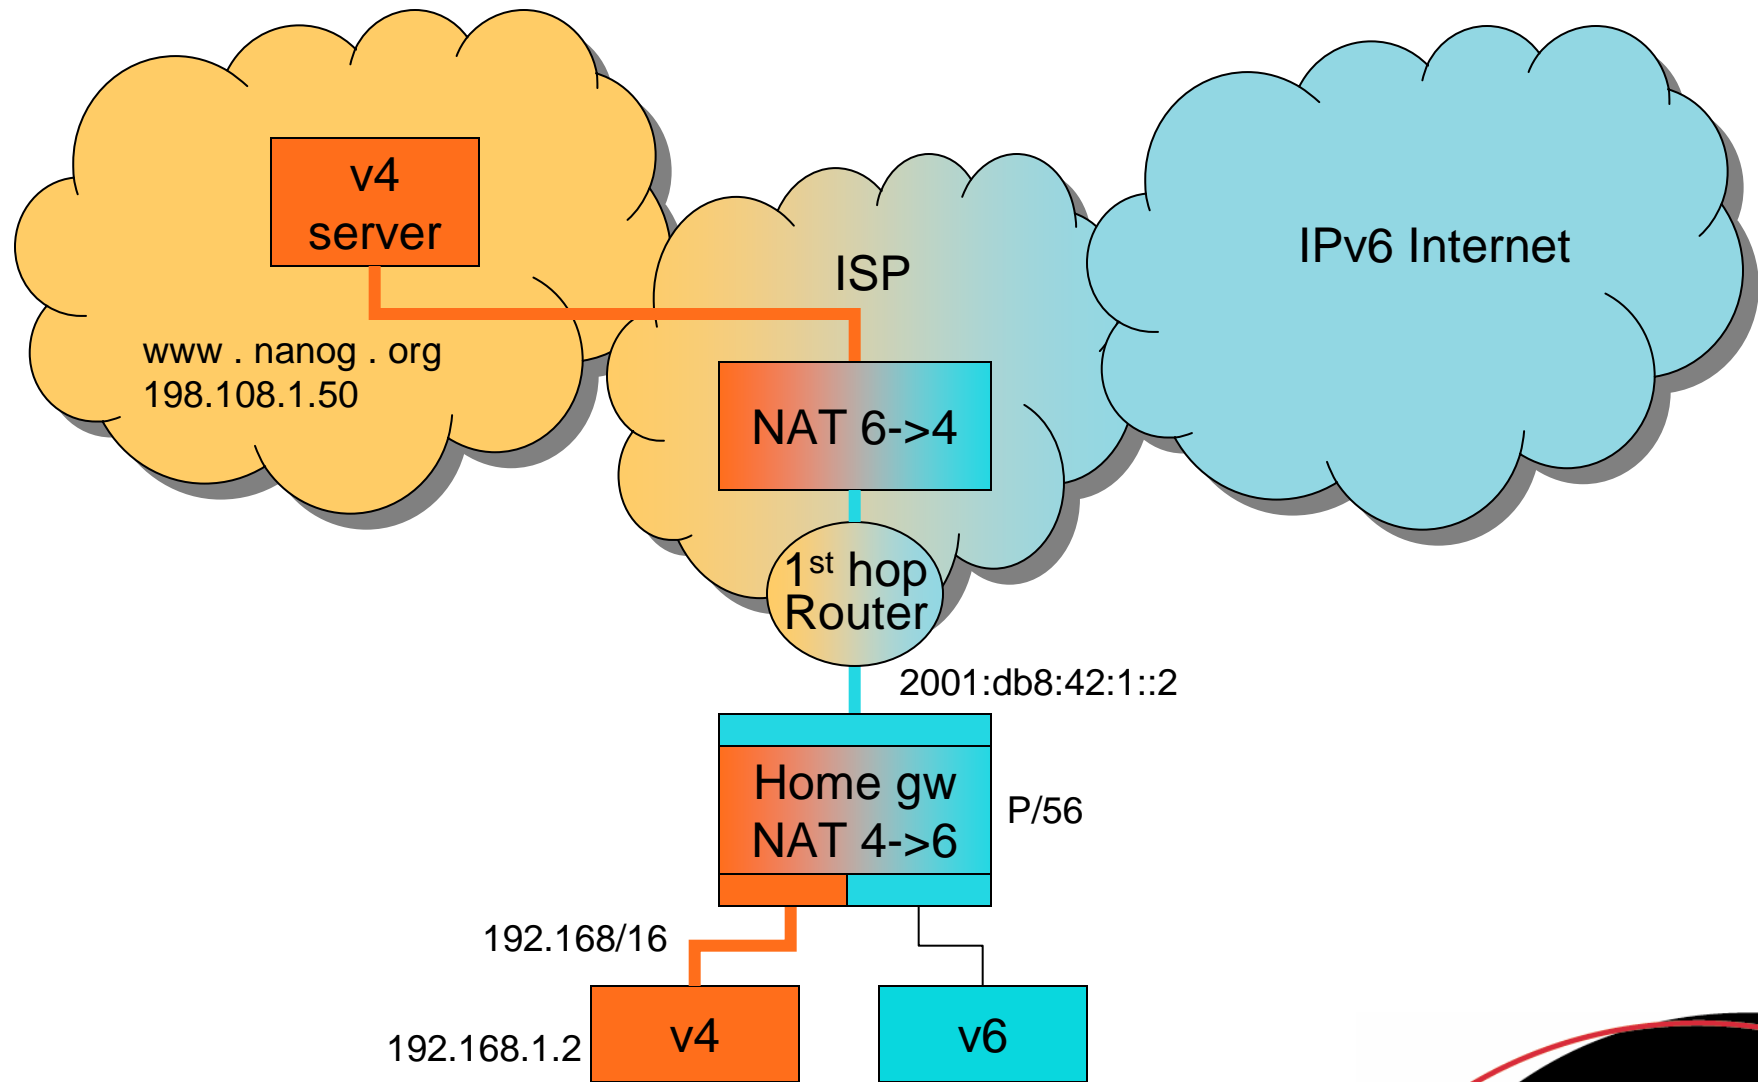 v4
server
www . nanog . org
198.108.1.50
ISP
IPv6 Internet
NAT 6->4
1st hop
Router
2001:db8:42:1::2
Home gw
NAT 4->6
P/56
192.168/16
192.168.1.2
v4
v6